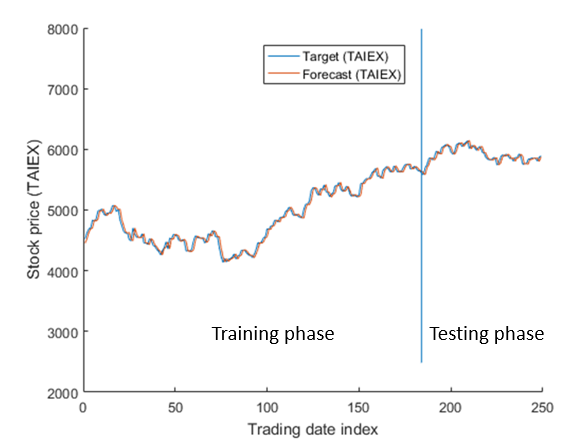 8000
7000
6000
5000
4000
3000
2000
Stock price (TAIEX)
Target (TAIEX)
Forecast (TAIEX)
Training phase
Testing phase
0 50 100 150 200 250
Trading date index